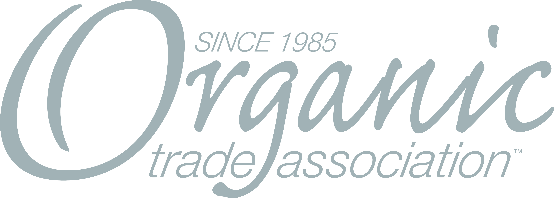 SINCE 1985
Organic
trade association™